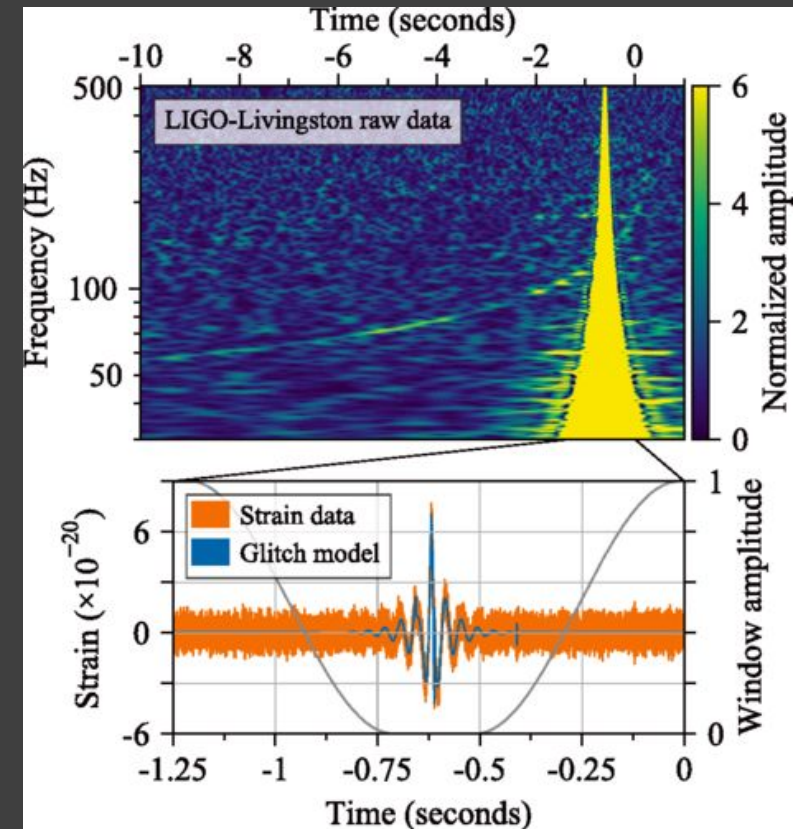 Time (seconds)
-10 -8 -6 -4 -2 0
500
100
50
Frequency (Hz)
LIGO-Livingston raw data
6
4
2
0
Normalized amplitude
Strain data
Glitch model
6
0
-6
Strain (×10⁻²⁰)
1
0
Window amplitude
-1.25 -1 -0.75 -0.5 -0.25 0
Time (seconds)